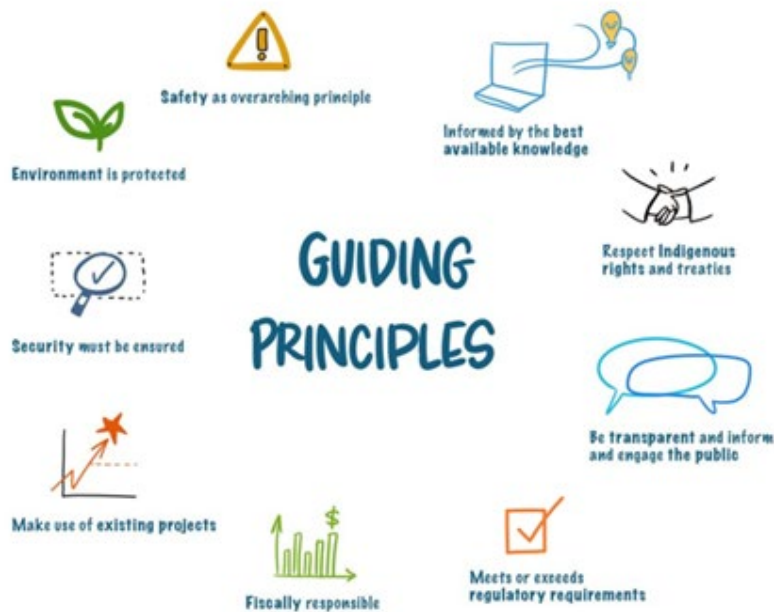 GUIDING
PRINCIPLES
Safety as overarching principle
Informed by the best
available knowledge
Respect Indigenous
rights and treaties
Be transparent and inform
and engage the public
Meets or exceeds
regulatory requirements
$
Fiscally responsible
Make use of existing projects
Security must be ensured
Environment is protected